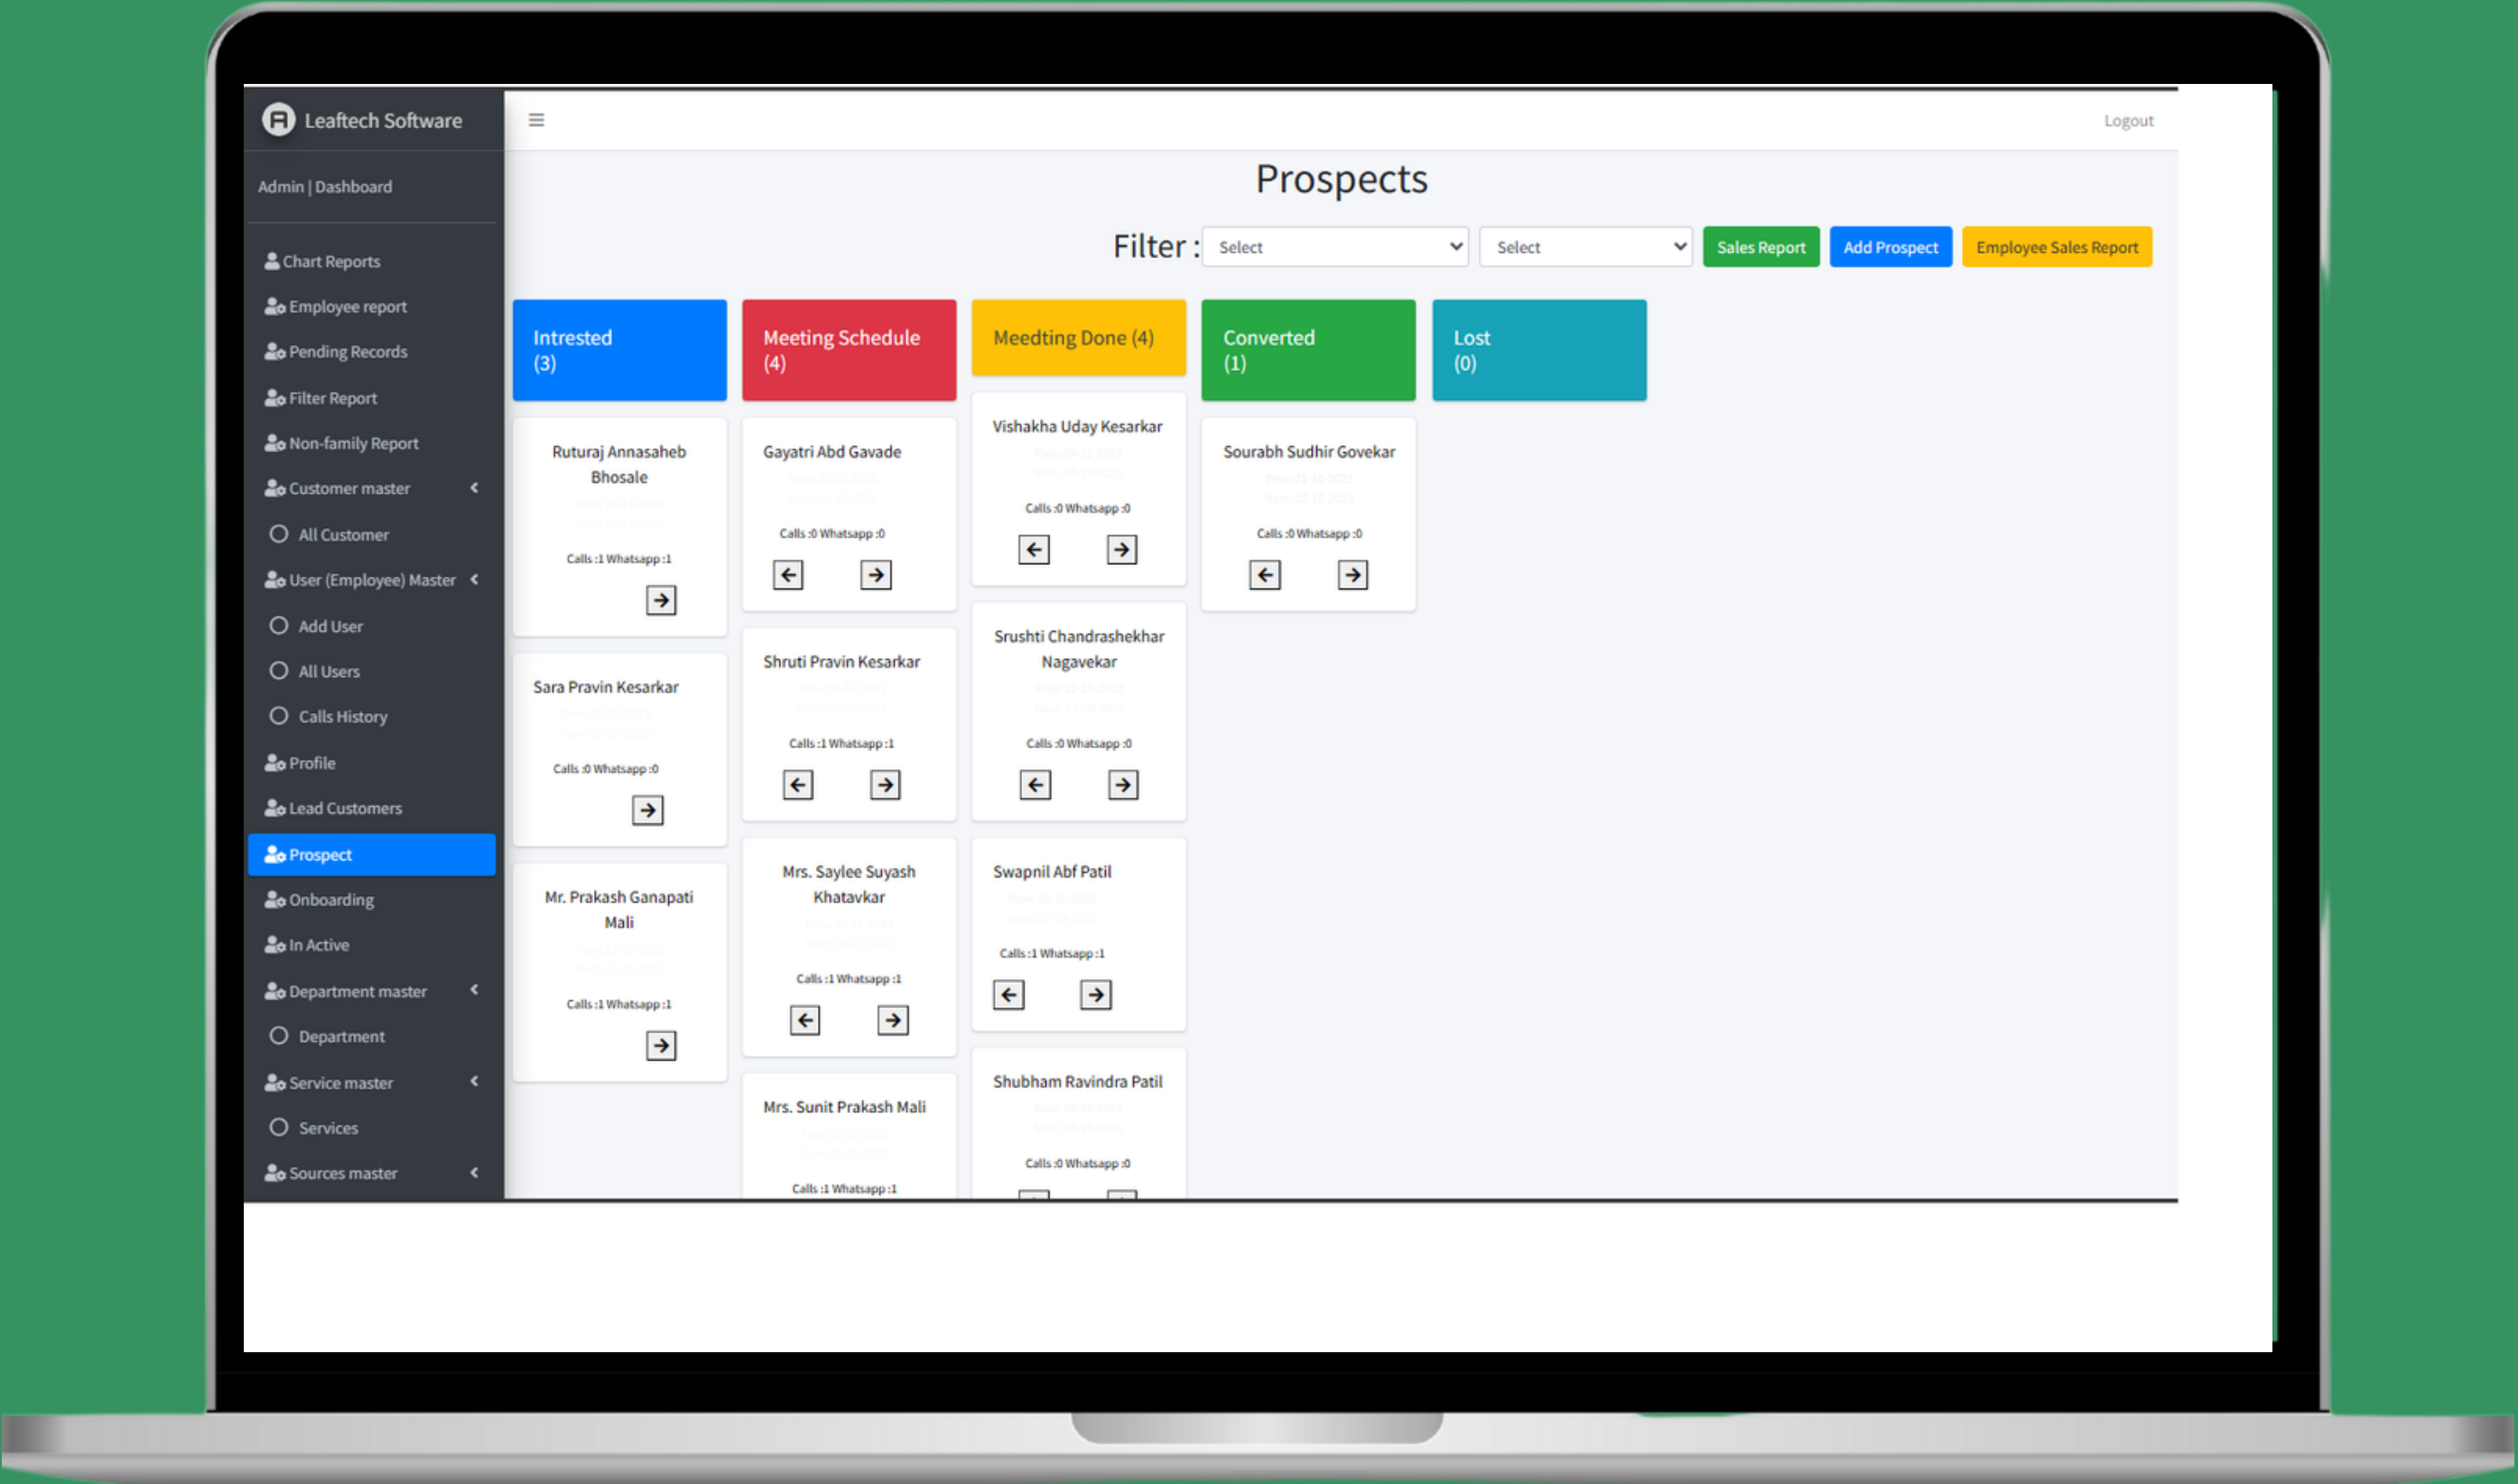 Leaftech Software
Logout
Admin | Dashboard
Chart Reports
Employee report
Pending Records
Filter Report
Non-family Report
Customer master
All Customer
User (Employee) Master
Add User
All Users
Calls History
Profile
Lead Customers
Prospect
Onboarding
In Active
Department master
Department
Service master
Services
Sources master
Prospects
Filter :
Select
Select
Sales Report
Add Prospect
Employee Sales Report
Intrested
(3)
Ruturaj Annasaheb
Bhosale
Calls :1 Whatsapp :1
Sara Pravin Kesarkar
Calls :0 Whatsapp :0
Mr. Prakash Ganapati
Mali
Calls :1 Whatsapp :1
Meeting Schedule
(4)
Gayatri Abd Gavade
Calls :0 Whatsapp :0
Shruti Pravin Kesarkar
Calls :1 Whatsapp :1
Mrs. Saylee Suyash
Khatavkar
Calls :1 Whatsapp :1
Mrs. Sunit Prakash Mali
Calls :1 Whatsapp :1
Meedting Done (4)
Vishakha Uday Kesarkar
Calls :0 Whatsapp :0
Srushti Chandrashekhar
Nagavekar
Calls :0 Whatsapp :0
Swapnil Abf Patil
Calls :1 Whatsapp :1
Shubham Ravindra Patil
Calls :0 Whatsapp :0
Converted
(1)
Sourabh Sudhir Govekar
Calls :0 Whatsapp :0
Lost
(0)